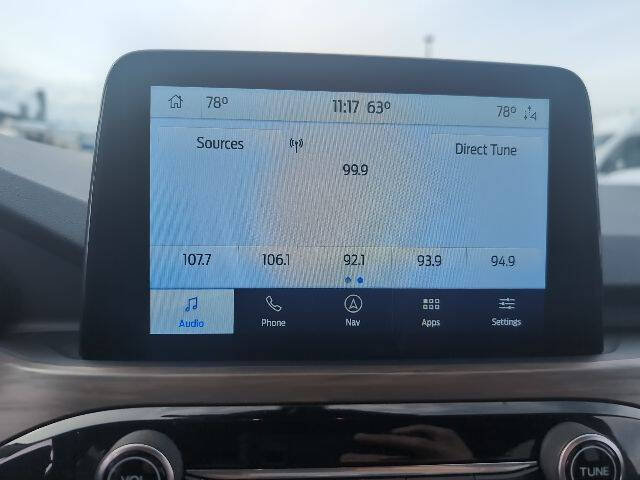 78° 11:17 63° 78°
Sources Direct Tune
99.9
107.7 106.1 92.1 93.9 94.9
Audio Phone Nav Apps Settings
VOL TUNE